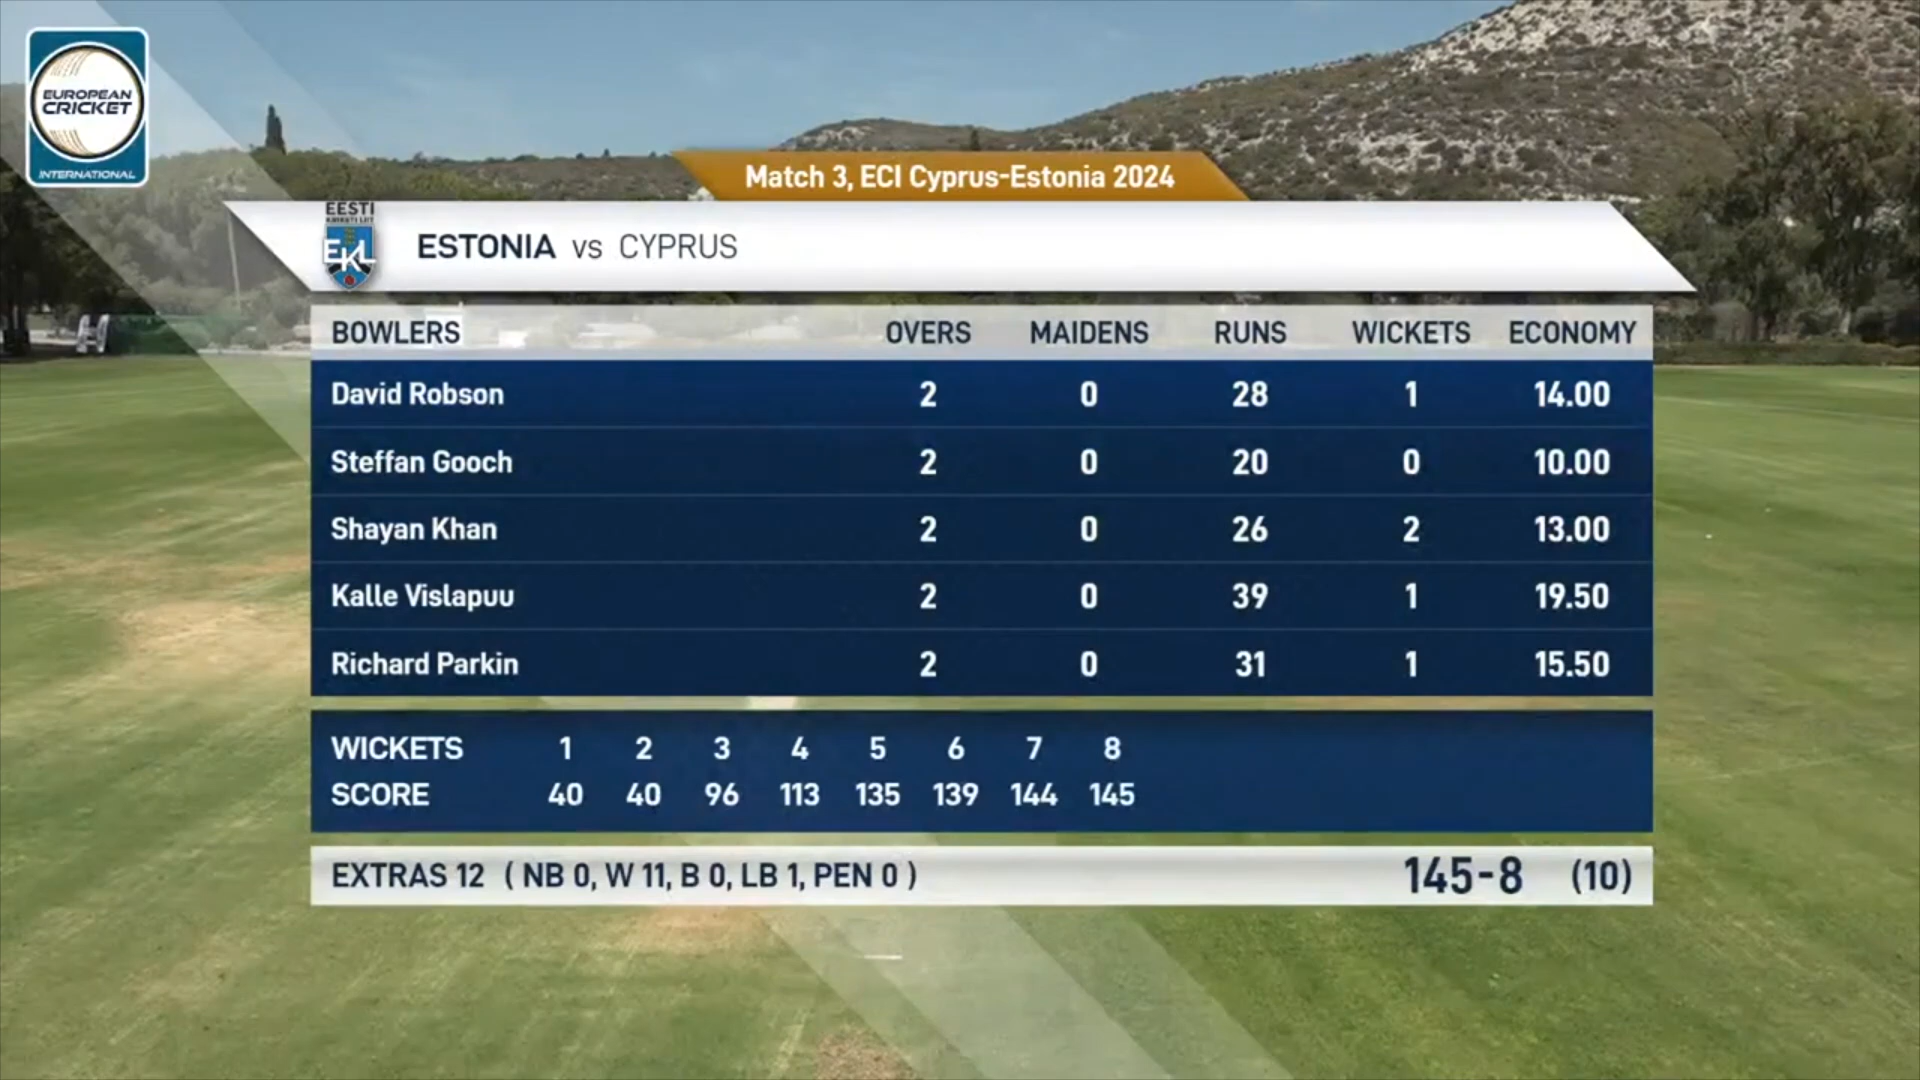 EUROPEAN
CRICKET
INTERNATIONAL
Match 3, ECI Cyprus-Estonia 2024
EESTI
EKL
ESTONIA vs CYPRUS
BOWLERS OVERS MAIDENS RUNS WICKETS ECONOMY
David Robson 2 0 28 1 14.00
Steffan Gooch 2 0 20 0 10.00
Shayan Khan 2 0 26 2 13.00
Kalle Vislapuu 2 0 39 1 19.50
Richard Parkin 2 0 31 1 15.50
WICKETS 1 2 3 4 5 6 7 8
SCORE 40 40 96 113 135 139 144 145
EXTRAS 12 ( NB 0, W 11, B 0, LB 1, PEN 0 ) 145-8 (10)